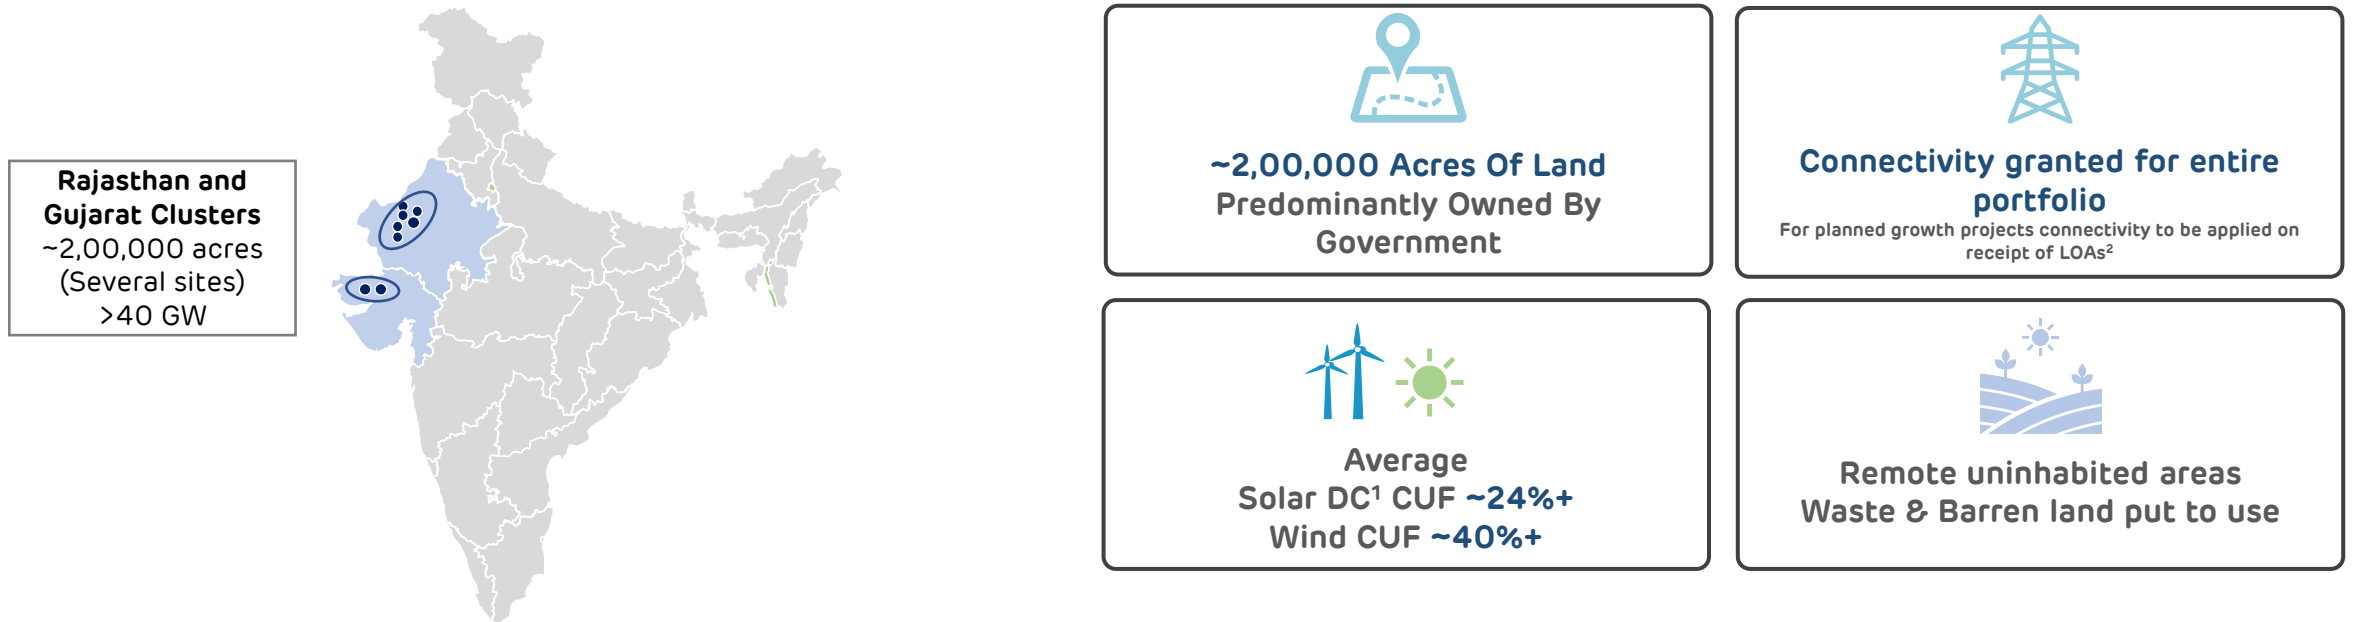 Rajasthan and
Gujarat Clusters
~2,00,000 acres
(Several sites)
>40 GW
~2,00,000 Acres Of Land
Predominantly Owned By
Government
Connectivity granted for entire
portfolio
For planned growth projects connectivity to be applied on
receipt of LOAs²
Average
Solar DC¹ CUF ~24%+
Wind CUF ~40%+
Remote uninhabited areas
Waste & Barren land put to use